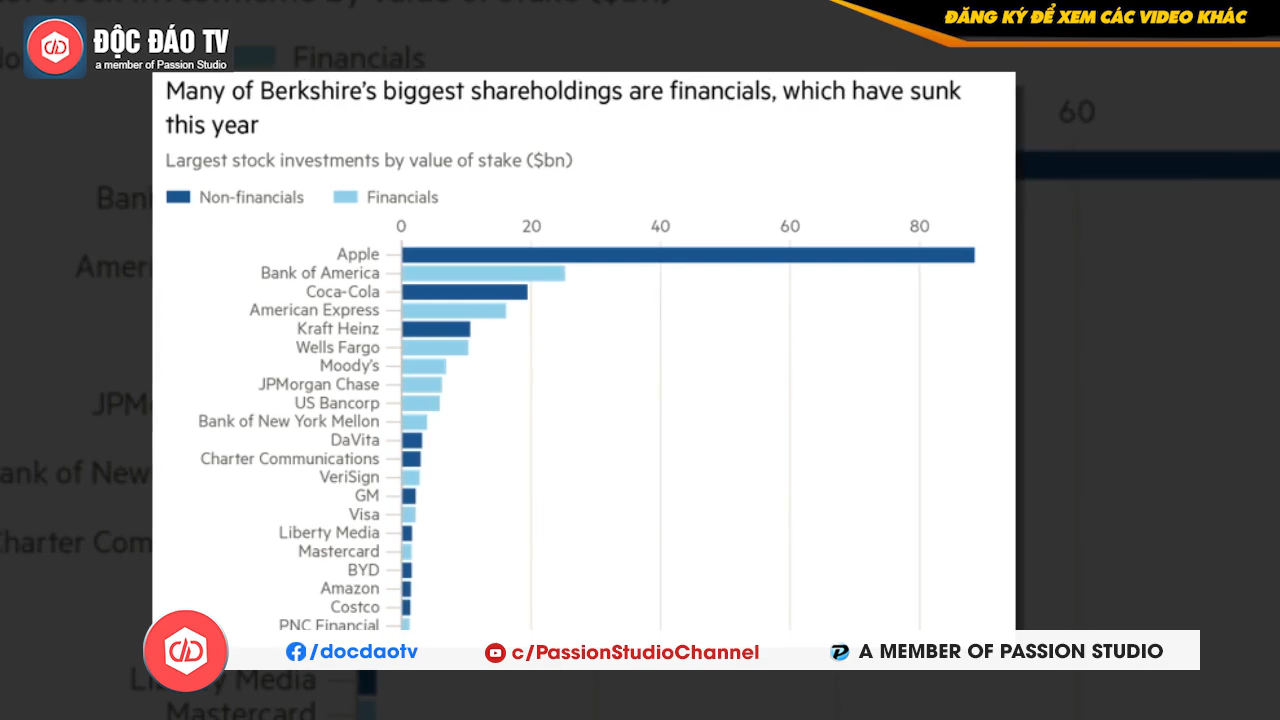 ĐĂNG KÝ ĐỂ XEM CÁC VIDEO KHÁC
ĐỘC ĐÁO TV
a member of Passion Studio
Financials
60
Many of Berkshire's biggest shareholdings are financials, which have sunk
this year
Largest stock investments by value of stake ($bn)
Non-financials Financials
0 20 40 60 80
Apple
Bank of America
Coca-Cola
American Express
Kraft Heinz
Wells Fargo
Moody's
JPMorgan Chase
US Bancorp
Bank of New York Mellon
DaVita
Charter Communications
VeriSign
GM
Visa
Liberty Media
Mastercard
BYD
Amazon
Costco
PNC Financial
/docdaotv c/PassionStudioChannel A MEMBER OF PASSION STUDIO
Mastercard